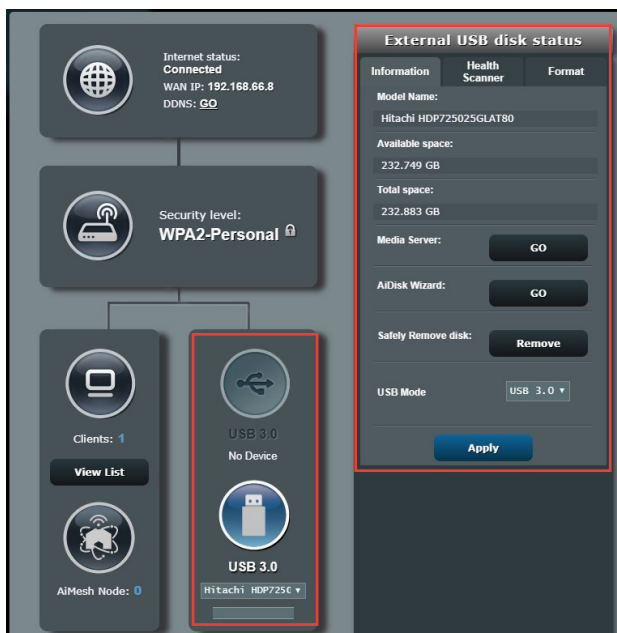 Internet status:
Connected
WAN IP: 192.168.66.8
DDNS: GO
Security level:
WPA2-Personal
Clients: 1
View List
AiMesh Node: 0
USB 3.0
No Device
USB 3.0
Hitachi HDP725C
External USB disk status
Information
Health
Scanner
Format
Model Name:
Hitachi HDP725025GLAT80
Available space:
232.749 GB
Total space:
232.883 GB
Media Server:
GO
AiDisk Wizard:
GO
Safely Remove disk:
Remove
USB Mode
USB 3.0
Apply